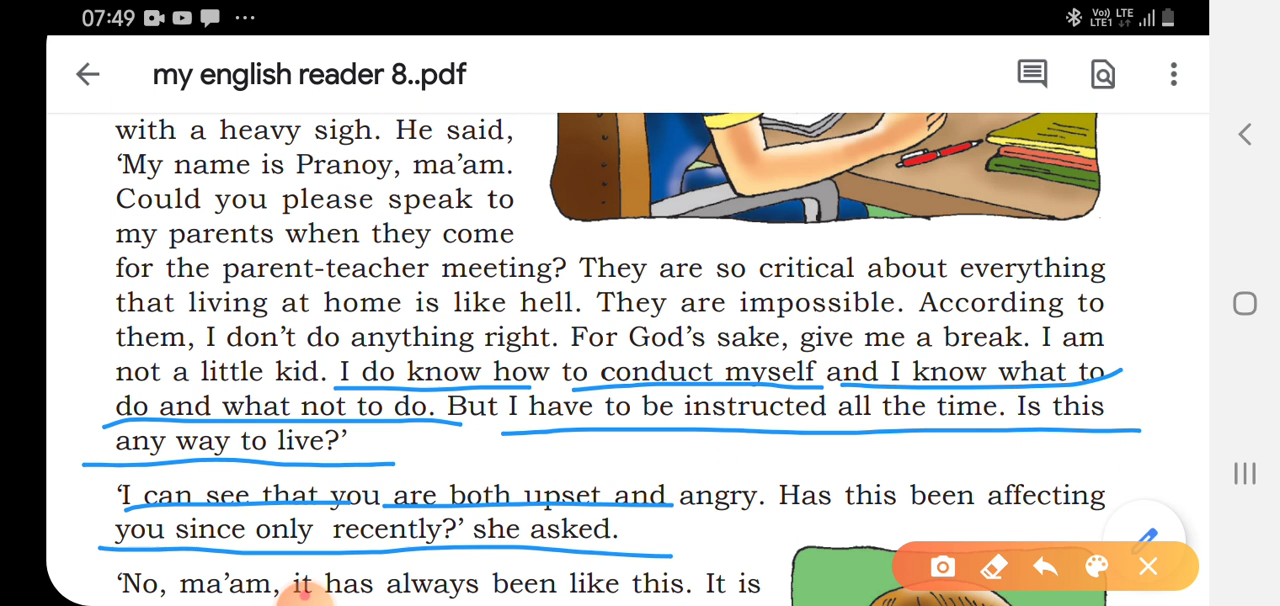 07:49 ... Vo) LTE
LTE1
my english reader 8..pdf
with a heavy sigh. He said,
‘My name is Pranoy, ma’am.
Could you please speak to
my parents when they come
for the parent-teacher meeting? They are so critical about everything
that living at home is like hell. They are impossible. According to
them, I don’t do anything right. For God’s sake, give me a break. I am
not a little kid. I do know how to conduct myself and I know what to
do and what not to do. But I have to be instructed all the time. Is this
any way to live?’
‘I can see that you are both upset and angry. Has this been affecting
you since only recently?’ she asked.
‘No, ma’am, it has always been like this. It is